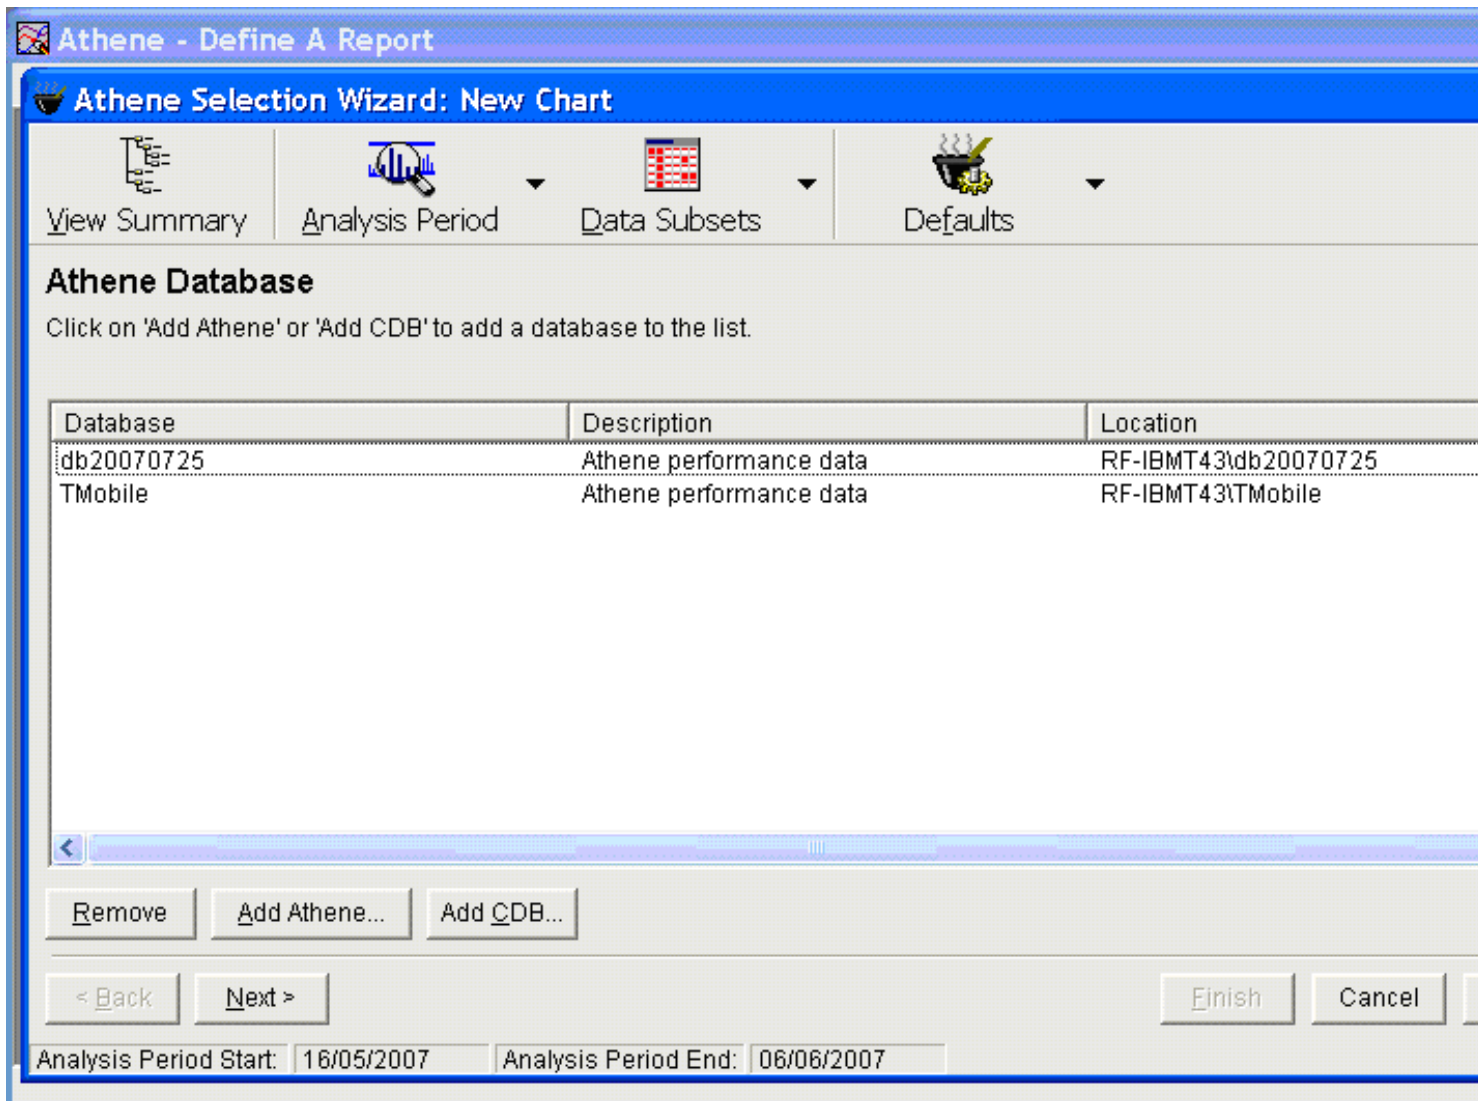 Athene - Define A Report
Athene Selection Wizard: New Chart
View Summary Analysis Period Data Subsets Defaults
Athene Database
Click on 'Add Athene' or 'Add CDB' to add a database to the list.
Database Description Location
db20070725 Athene performance data RF-IBMT43\db20070725
TMobile Athene performance data RF-IBMT43\TMobile
Remove Add Athene... Add CDB...
< Back Next > Finish Cancel
Analysis Period Start: 16/05/2007 Analysis Period End: 06/06/2007